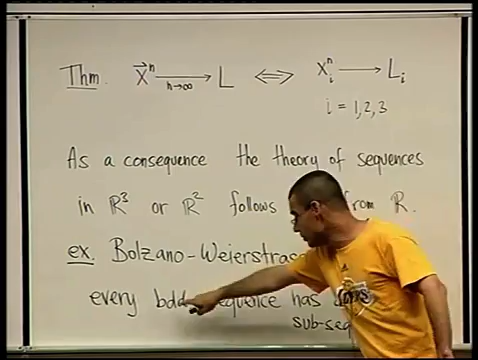 Thm. X⃗ⁿ ⟶ L ⟺ Xᵢⁿ ⟶ Lᵢ
n→∞
i = 1,2,3
As a consequence the theory of sequences
in ℝ³ or ℝ² follows from ℝ.
ex. Bolzano-Weierstrass
every bdd sequence has
sub-seq